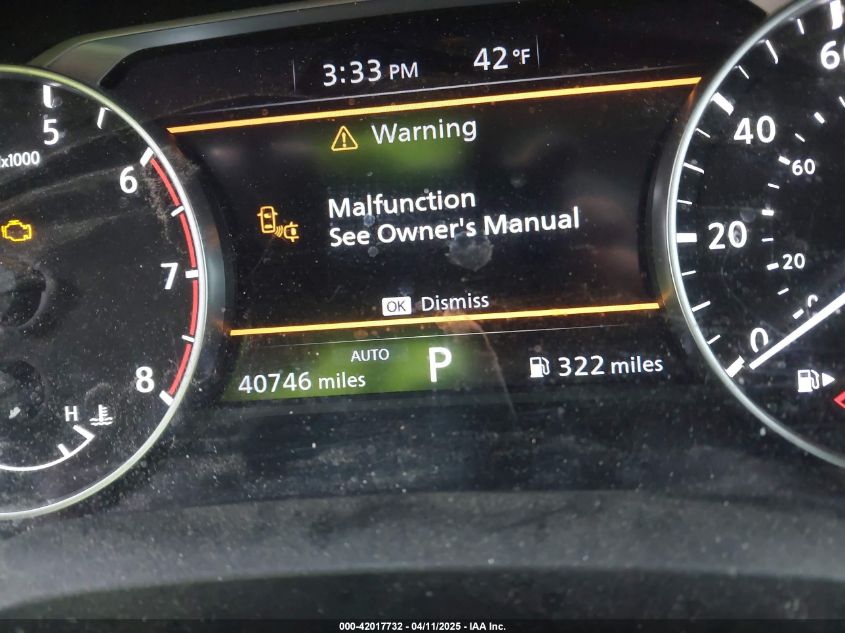 3:33 PM 42°F
Warning
Malfunction
See Owner's Manual
OK Dismiss
AUTO
40746 miles P 322 miles
5
x1000
6
7
8
H
60
40
60
20
20
0
0
000-42017732 - 04/11/2025 - IAA Inc.